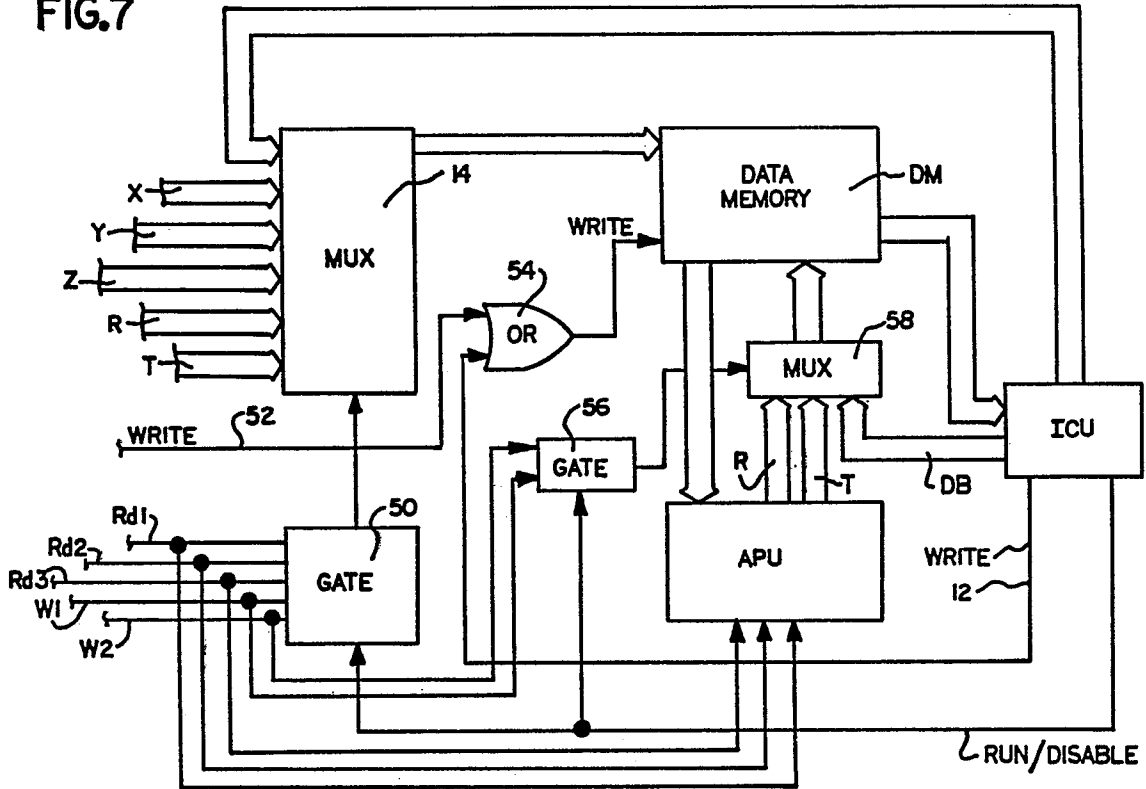 FIG.7
14
DATA
MEMORY
DM
X
Y
Z
R
T
MUX
WRITE
54
OR
58
MUX
ICU
WRITE
52
56
GATE
R
T
DB
50
Rd1
Rd2
Rd3
W1
W2
GATE
APU
WRITE
12
RUN/DISABLE